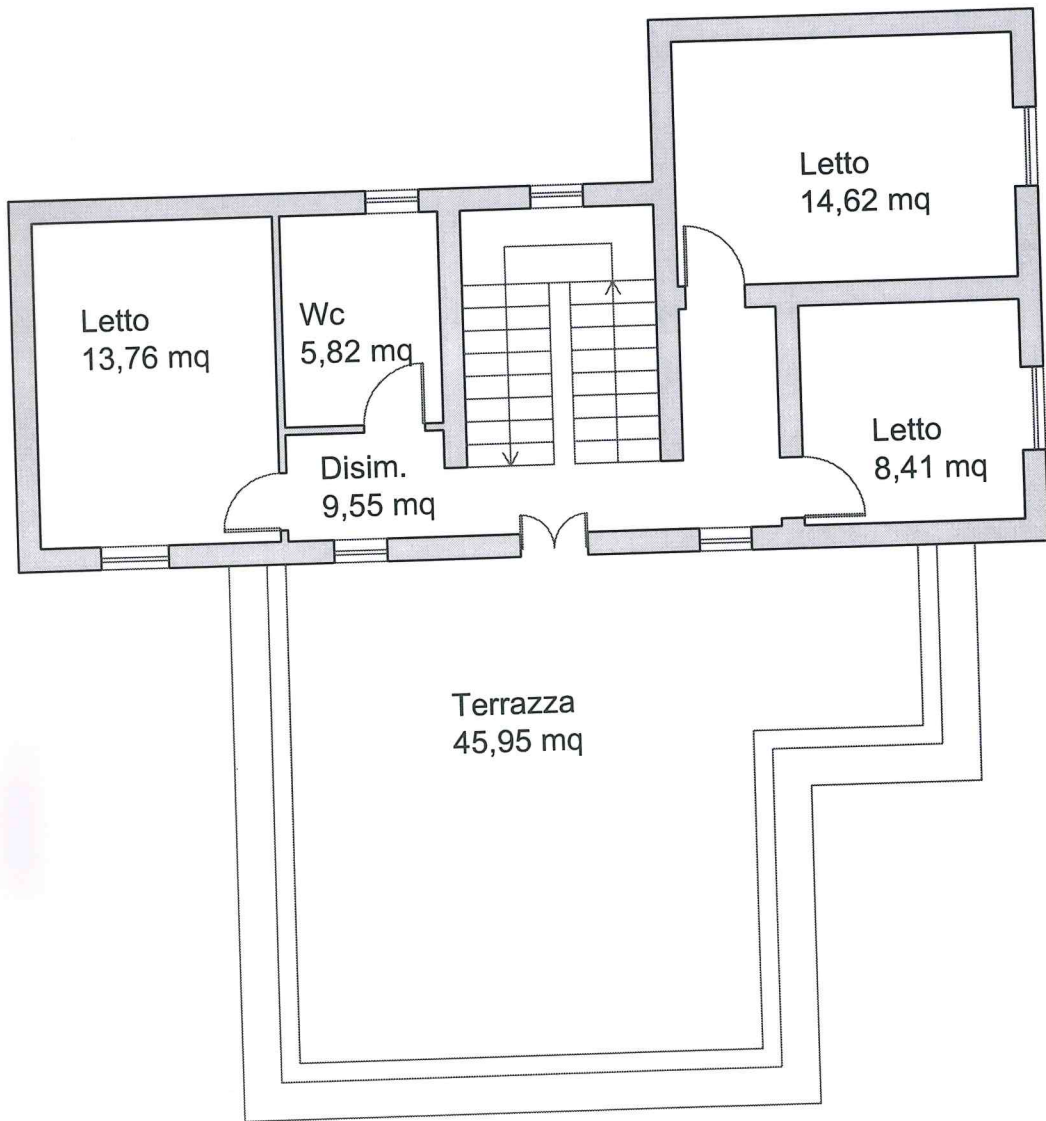 Letto
14,62 mq
Letto
13,76 mq
Wc
5,82 mq
Letto
8,41 mq
Disim.
9,55 mq
Terrazza
45,95 mq